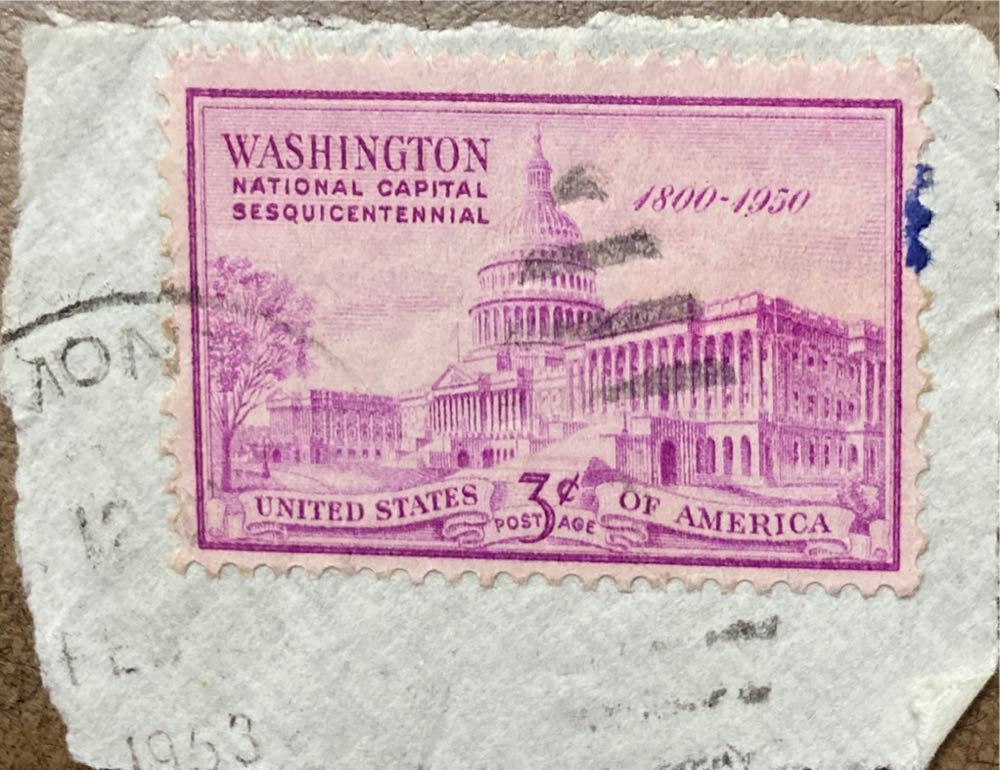 WASHINGTON
NATIONAL CAPITAL
SESQUICENTENNIAL
1800-1950
UNITED STATES
3¢
POSTAGE
OF AMERICA
1953